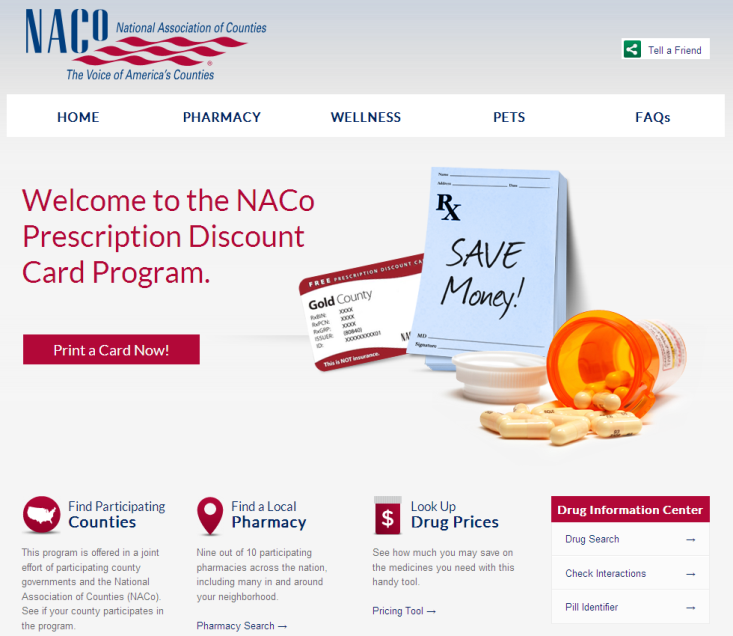 NACo National Association of Counties
®
The Voice of America's Counties
Tell a Friend
HOME PHARMACY WELLNESS PETS FAQs
Welcome to the NACo
Prescription Discount
Card Program.
Print a Card Now!
FREE PRESCRIPTION DISCOUNT CA
Gold County
RxBIN: XXXX
RxPCN: XXXX
RxGRP: XXXX
ISSUER: (80840)
ID: XXXXXXXXX01
This is NOT insurance.
Name
Address Date
Rx
SAVE
Money!
MD
Signature
Find Participating
Counties
This program is offered in a joint
effort of participating county
governments and the National
Association of Counties (NACo).
See if your county participates in
the program.
Find a Local
Pharmacy
Nine out of 10 participating
pharmacies across the nation,
including many in and around
your neighborhood.
Pharmacy Search →
$
Look Up
Drug Prices
See how much you may save on
the medicines you need with this
handy tool.
Pricing Tool →
Drug Information Center
Drug Search →
Check Interactions →
Pill Identifier →